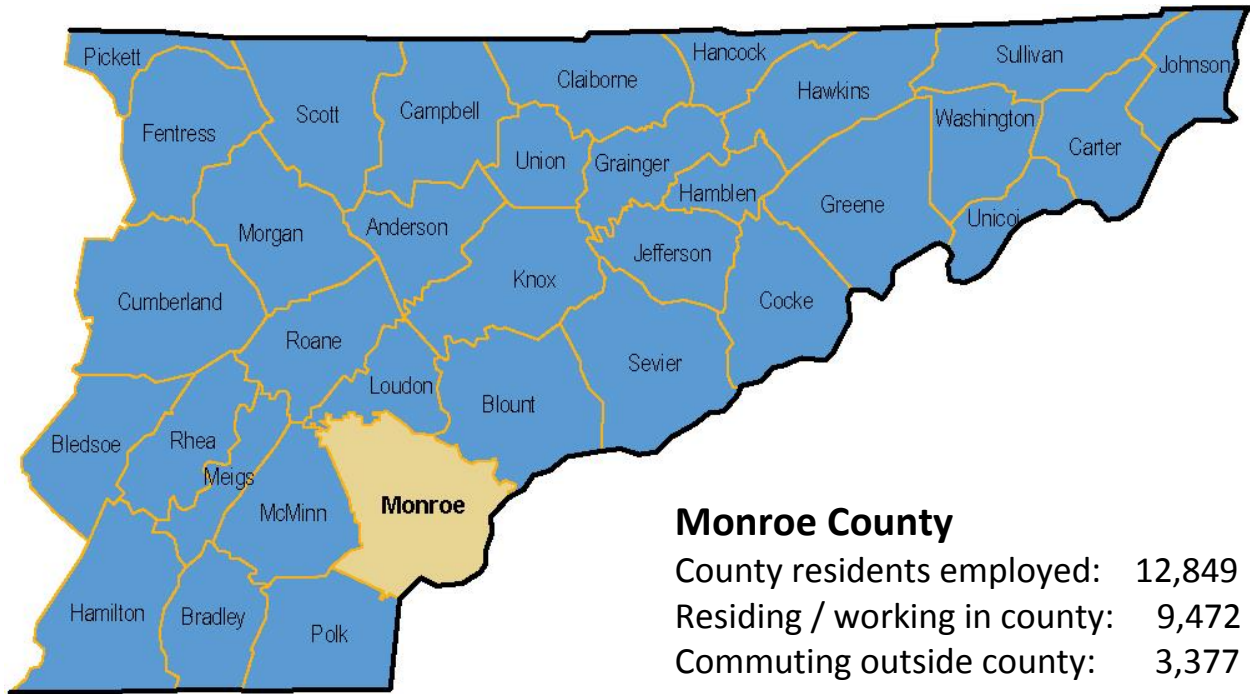 Pickett
Hancock
Sullivan
Johnson
Claiborne
Hawkins
Scott
Campbell
Fentress
Washington
Union
Grainger
Carter
Hamblen
Greene
Unicoi
Morgan
Anderson
Jefferson
Knox
Cumberland
Cocke
Roane
Sevier
Loudon
Blount
Bledsoe
Rhea
Meigs
McMinn
Monroe
Hamilton
Bradley
Polk
Monroe County
County residents employed: 12,849
Residing / working in county: 9,472
Commuting outside county: 3,377